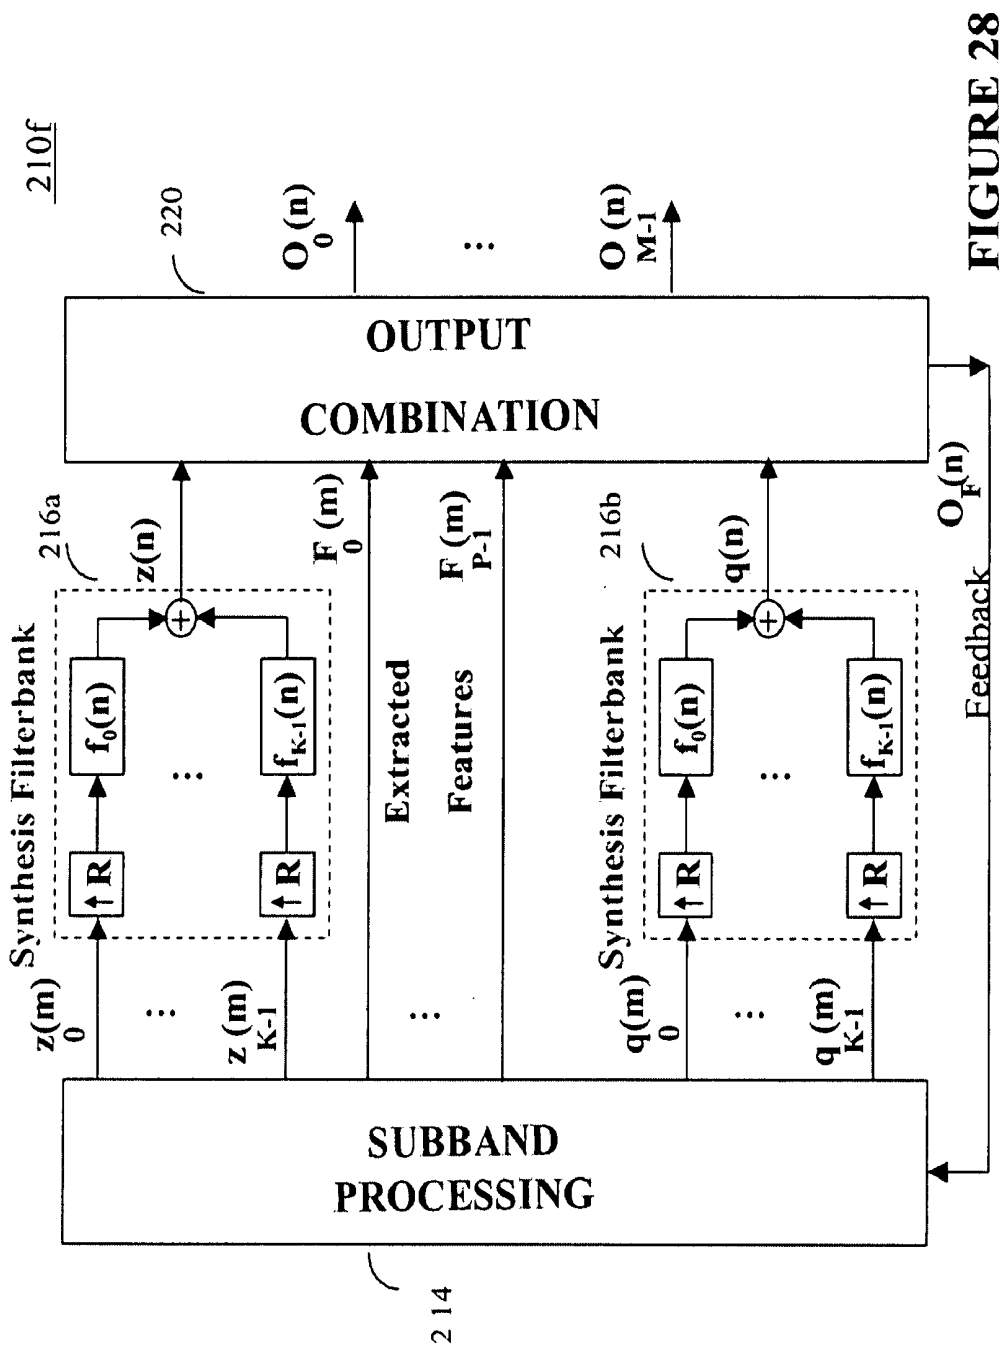 210f
Synthesis Filterbank
216a
220
z(m)
0
↑R
f0(n)
z(n)
...
...
+
O (n)
0
z (m)
K-1
↑R
fK-1(n)
F (m)
0
...
Extracted
OUTPUT
SUBBAND
PROCESSING
...
Features
F (m)
P-1
COMBINATION
214
O (n)
M-1
Synthesis Filterbank
216b
q(m)
0
↑R
f0(n)
q(n)
...
...
+
q (m)
K-1
↑R
fK-1(n)
OF(n)
Feedback
FIGURE 28